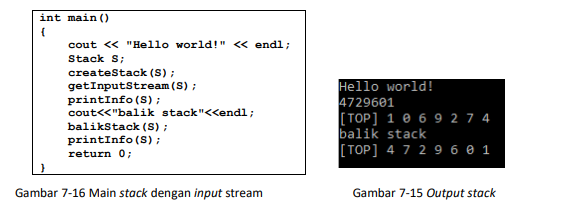 int main()
{
cout << "Hello world!" << endl;
Stack S;
createStack(S);
getInputStream(S);
printInfo(S);
cout<<"balik stack"<<endl;
balikStack(S);
printInfo(S);
return 0;
}
Gambar 7-16 Main stack dengan input stream
Hello world!
4729601
[TOP] 1 0 6 9 2 7 4
balik stack
[TOP] 4 7 2 9 6 0 1
Gambar 7-15 Output stack